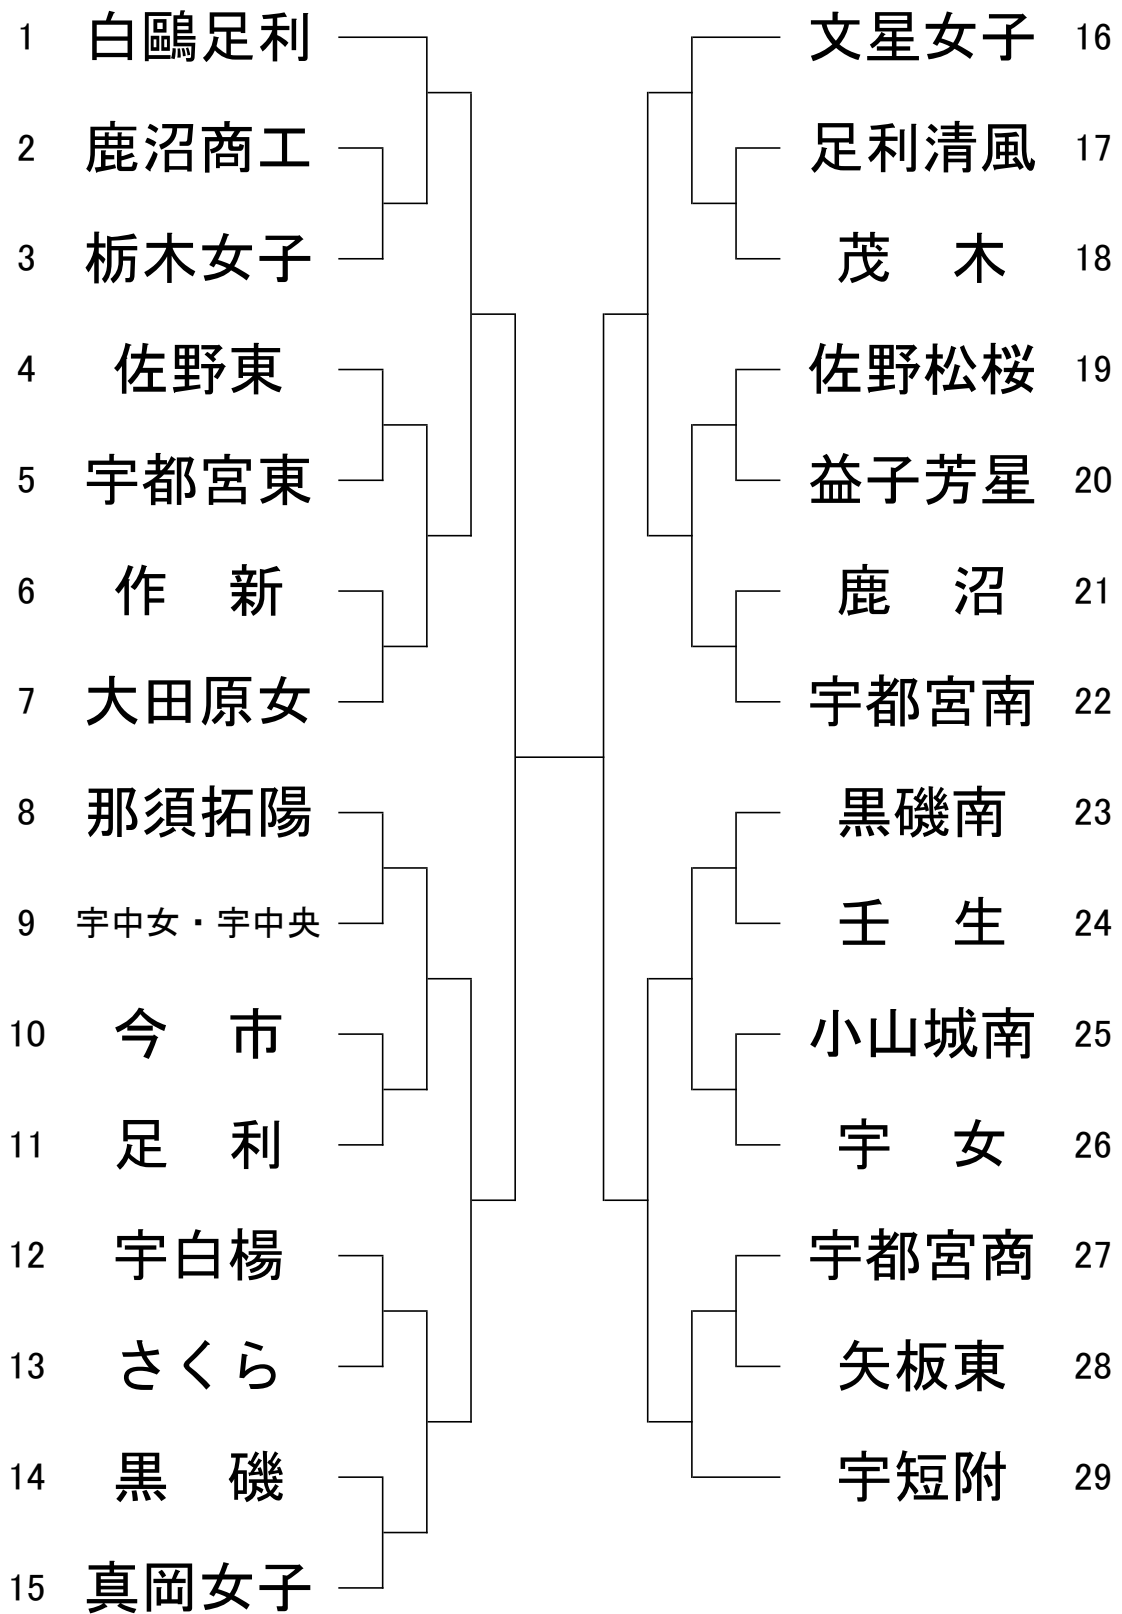 1 白鷗足利
2 鹿沼商工
3 栃木女子
4 佐野東
5 宇都宮東
6 作　新
7 大田原女
8 那須拓陽
9 宇中女・宇中央
10 今　市
11 足　利
12 宇白楊
13 さくら
14 黒　磯
15 真岡女子
文星女子 16
足利清風 17
茂　木 18
佐野松桜 19
益子芳星 20
鹿　沼 21
宇都宮南 22
黒磯南 23
壬　生 24
小山城南 25
宇　女 26
宇都宮商 27
矢板東 28
宇短附 29